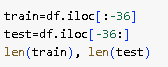 train=df.iloc[:-36]
test=df.iloc[-36:]
len(train), len(test)